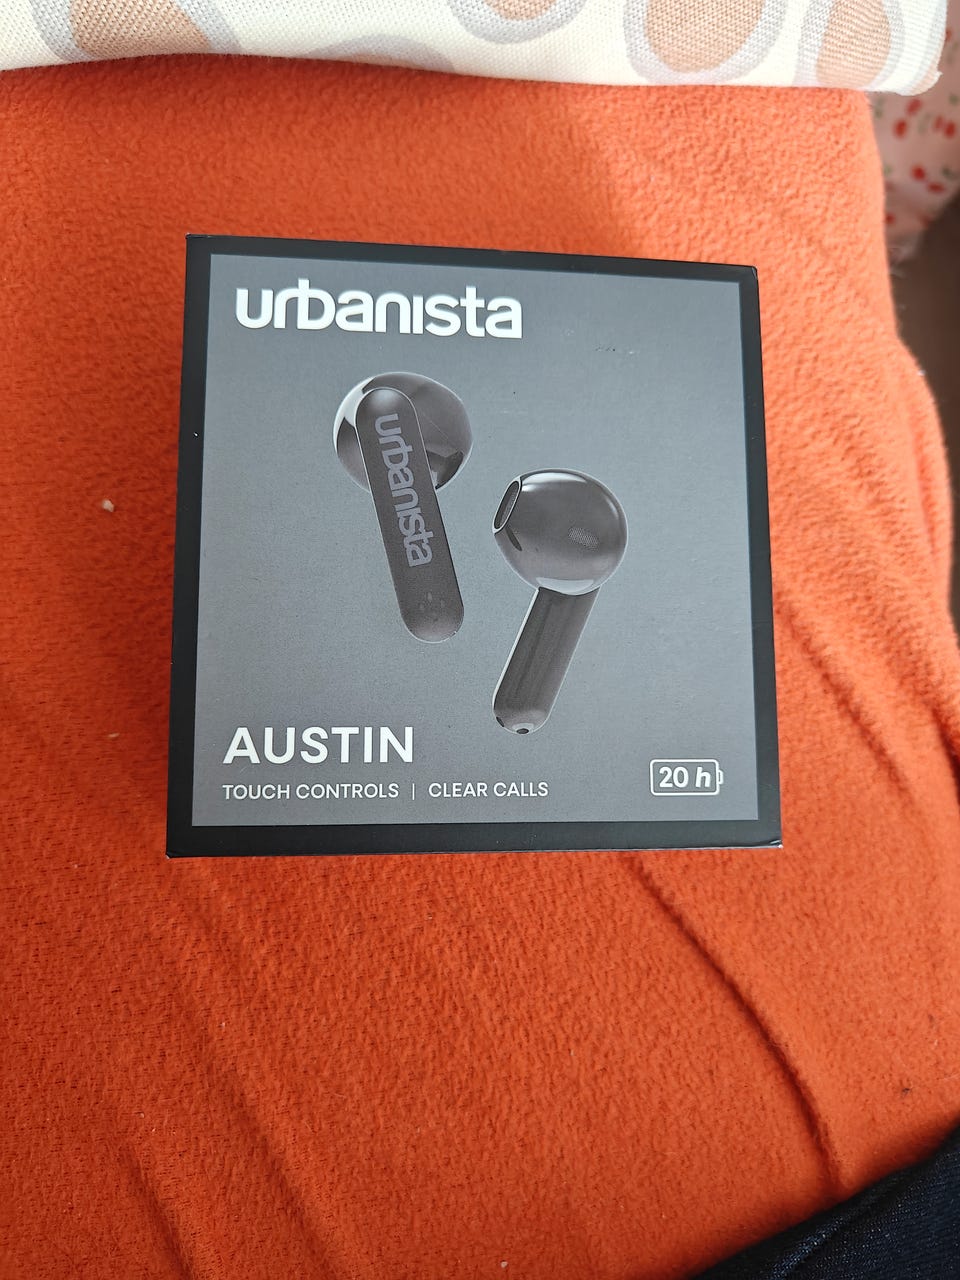 urbanista
urbanista
AUSTIN
TOUCH CONTROLS | CLEAR CALLS
20 h